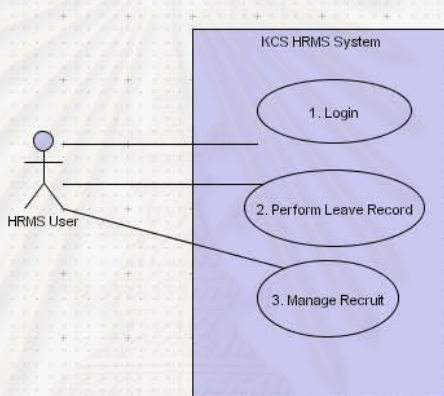 KCS HRMS System
1. Login
2. Perform Leave Record
HRMS User
3. Manage Recruit